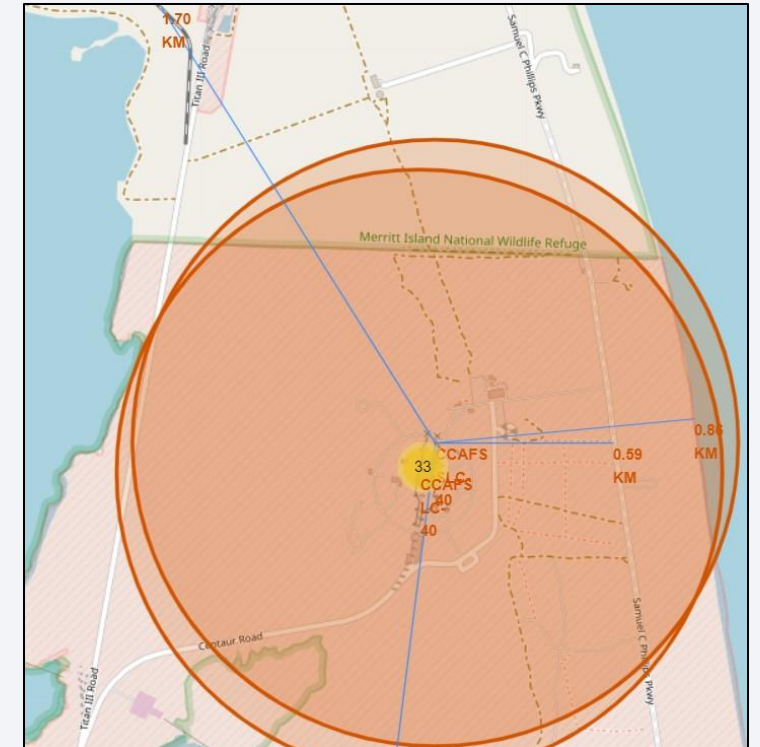 1.70
KM
Titan III Road
Samuel C Phillips Pkwy
Merritt Island National Wildlife Refuge
0.86
KM
0.59
KM
33
CCAFS
SLC-
40
CCAFS
LC-
40
Centaur Road
Samuel C Phillips Pkwy
Titan III Road